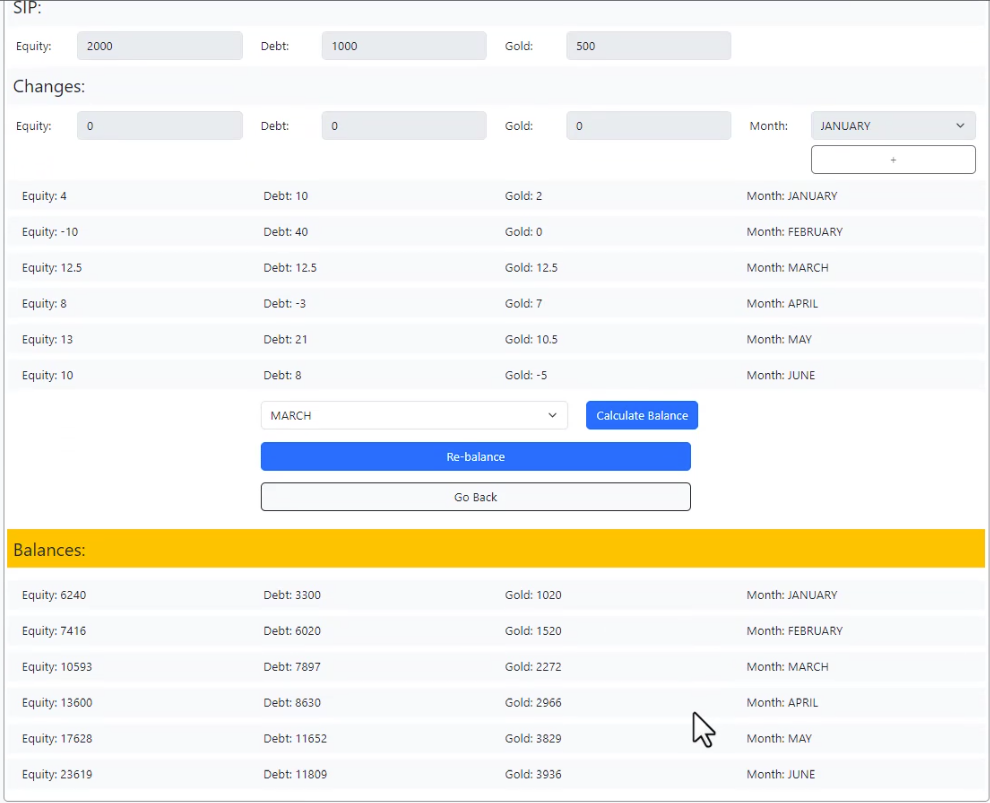 SIP:
Equity: 2000 Debt: 1000 Gold: 500
Changes:
Equity: 0 Debt: 0 Gold: 0 Month: JANUARY
+
Equity: 4 Debt: 10 Gold: 2 Month: JANUARY
Equity: -10 Debt: 40 Gold: 0 Month: FEBRUARY
Equity: 12.5 Debt: 12.5 Gold: 12.5 Month: MARCH
Equity: 8 Debt: -3 Gold: 7 Month: APRIL
Equity: 13 Debt: 21 Gold: 10.5 Month: MAY
Equity: 10 Debt: 8 Gold: -5 Month: JUNE
MARCH Calculate Balance
Re-balance
Go Back
Balances:
Equity: 6240 Debt: 3300 Gold: 1020 Month: JANUARY
Equity: 7416 Debt: 6020 Gold: 1520 Month: FEBRUARY
Equity: 10593 Debt: 7897 Gold: 2272 Month: MARCH
Equity: 13600 Debt: 8630 Gold: 2966 Month: APRIL
Equity: 17628 Debt: 11652 Gold: 3829 Month: MAY
Equity: 23619 Debt: 11809 Gold: 3936 Month: JUNE